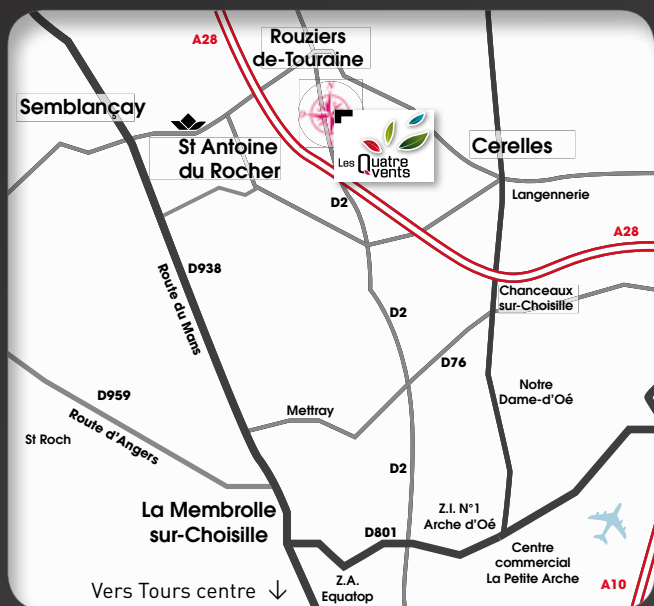 A28
Rouziers
de-Touraine
N
Semblançay
St Antoine
du Rocher
Les Quatre
vents
Cerelles
Langennerie
D2
A28
D938
Route du Mans
Chanceaux
sur-Choisille
D2
D76
D959
Route d'Angers
Mettray
Notre
Dame-d'Oé
St Roch
D2
La Membrolle
sur-Choisille
Z.I. N°1
Arche d'Oé
D801
Centre
commercial
La Petite Arche
Z.A.
Equatop
A10
Vers Tours centre ↓